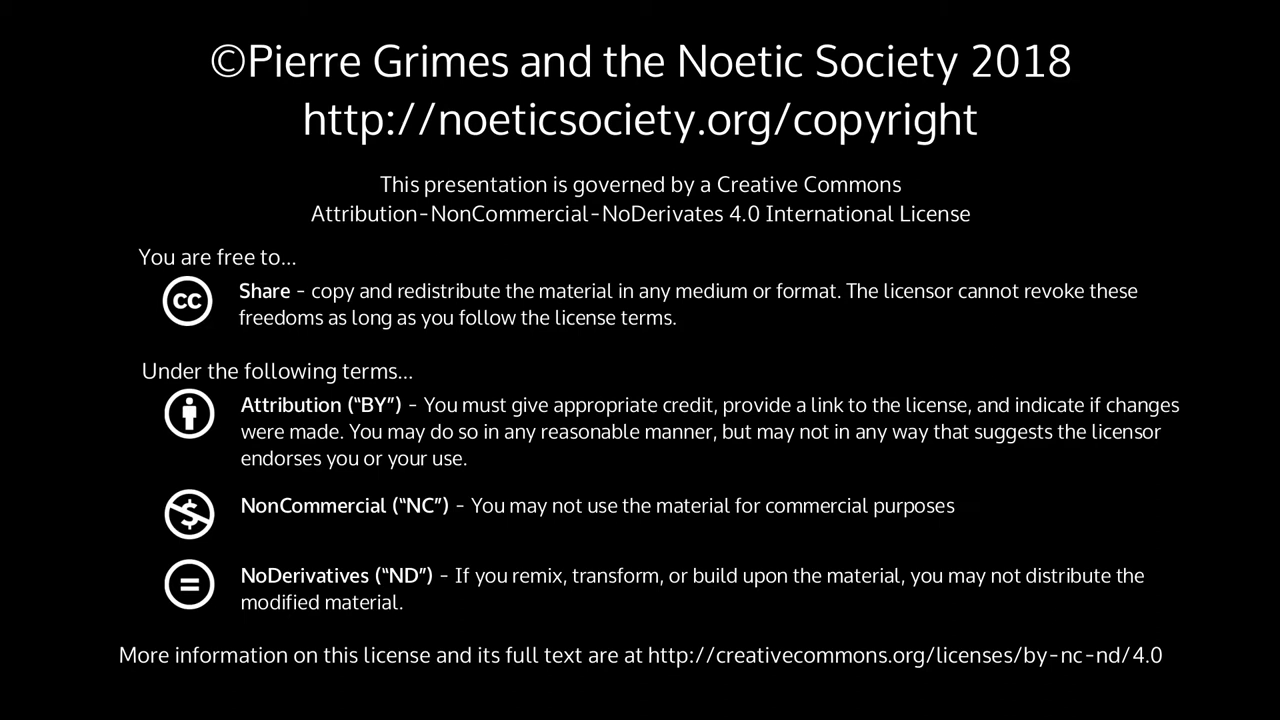 ©Pierre Grimes and the Noetic Society 2018
http://noeticsociety.org/copyright
This presentation is governed by a Creative Commons
Attribution-NonCommercial-NoDerivates 4.0 International License
You are free to...
cc
Share - copy and redistribute the material in any medium or format. The licensor cannot revoke these
freedoms as long as you follow the license terms.
Under the following terms...
Attribution (“BY”) - You must give appropriate credit, provide a link to the license, and indicate if changes
were made. You may do so in any reasonable manner, but may not in any way that suggests the licensor
endorses you or your use.
$
NonCommercial (“NC”) - You may not use the material for commercial purposes
=
NoDerivatives (“ND”) - If you remix, transform, or build upon the material, you may not distribute the
modified material.
More information on this license and its full text are at http://creativecommons.org/licenses/by-nc-nd/4.0